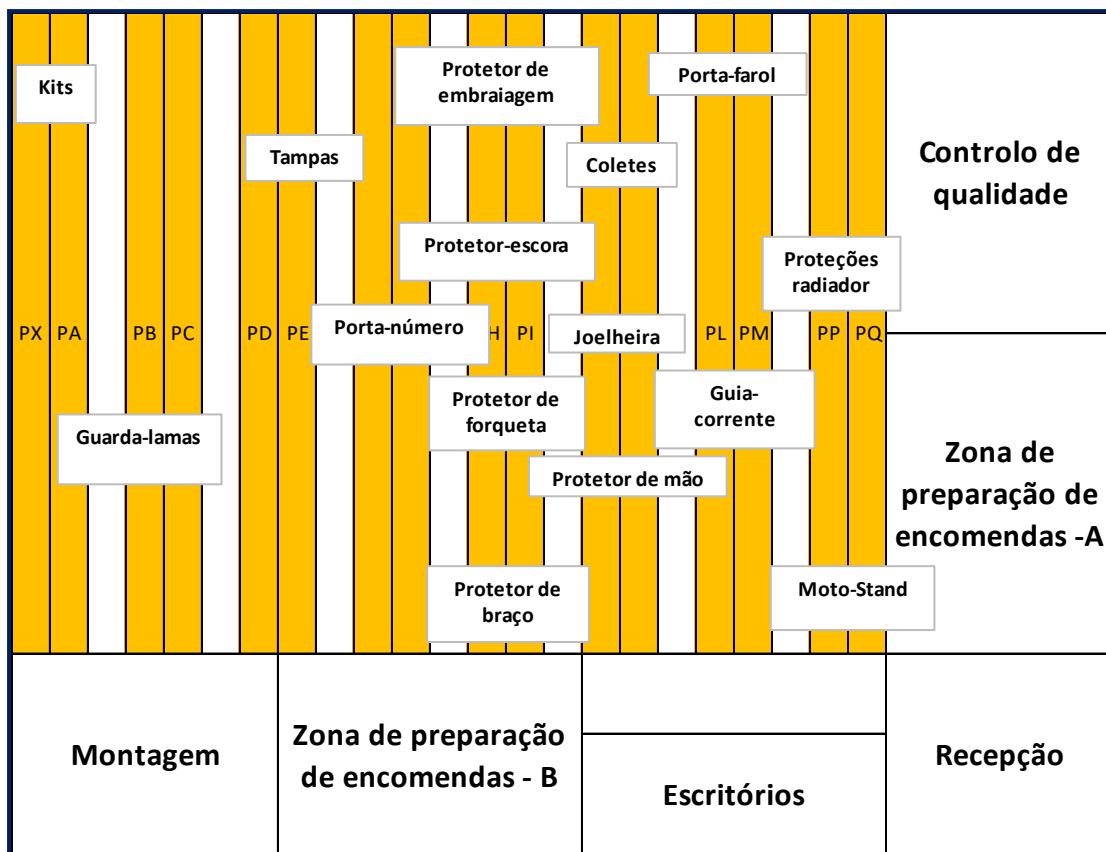 Kits
Protetor de
embraiagem
Porta-farol
Tampas
Coletes
Controlo de
qualidade
Protetor-escora
Proteções
radiador
PX PA PB PC PD PE
Porta-número
H PI
Joelheira
PL PM PP PQ
Guarda-lamas
Protetor de
forqueta
Guia-
corrente
Protetor de mão
Zona de
preparação de
encomendas -A
Protetor de
braço
Moto-Stand
Montagem
Zona de preparação
de encomendas - B
Escritórios
Recepção